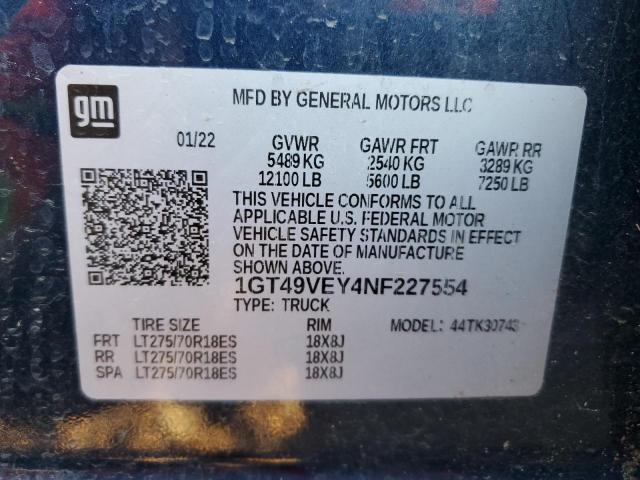 gm
MFD BY GENERAL MOTORS LLC
01/22 GVWR GAWR FRT GAWR RR
5489 KG 2540 KG 3289 KG
12100 LB 5600 LB 7250 LB
THIS VEHICLE CONFORMS TO ALL
APPLICABLE U.S. FEDERAL MOTOR
VEHICLE SAFETY STANDARDS IN EFFECT
ON THE DATE OF MANUFACTURE
SHOWN ABOVE.
1GT49VEY4NF227554
TYPE: TRUCK
TIRE SIZE RIM MODEL: 44TK30743
FRT LT275/70R18ES 18X8J
RR LT275/70R18ES 18X8J
SPA LT275/70R18ES 18X8J